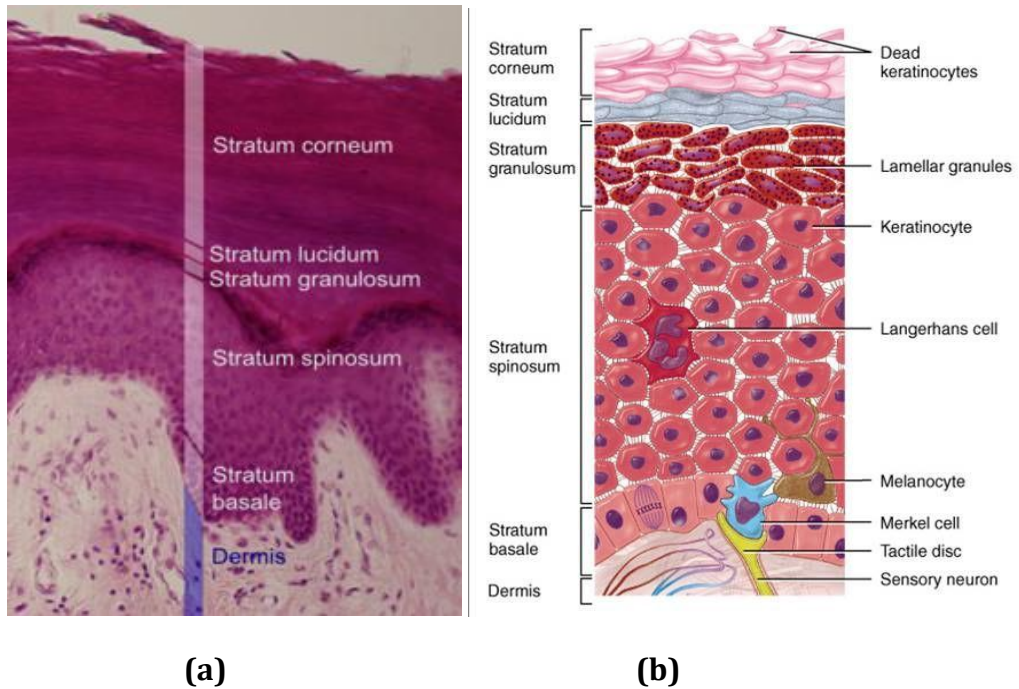 Stratum corneum
Stratum lucidum
Stratum granulosum
Stratum spinosum
Stratum
basale
Dermis
(a)
Stratum
corneum
Stratum
lucidum
Stratum
granulosum
Stratum
spinosum
Stratum
basale
Dermis
Dead
keratinocytes
Lamellar granules
Keratinocyte
Langerhans cell
Melanocyte
Merkel cell
Tactile disc
Sensory neuron
(b)